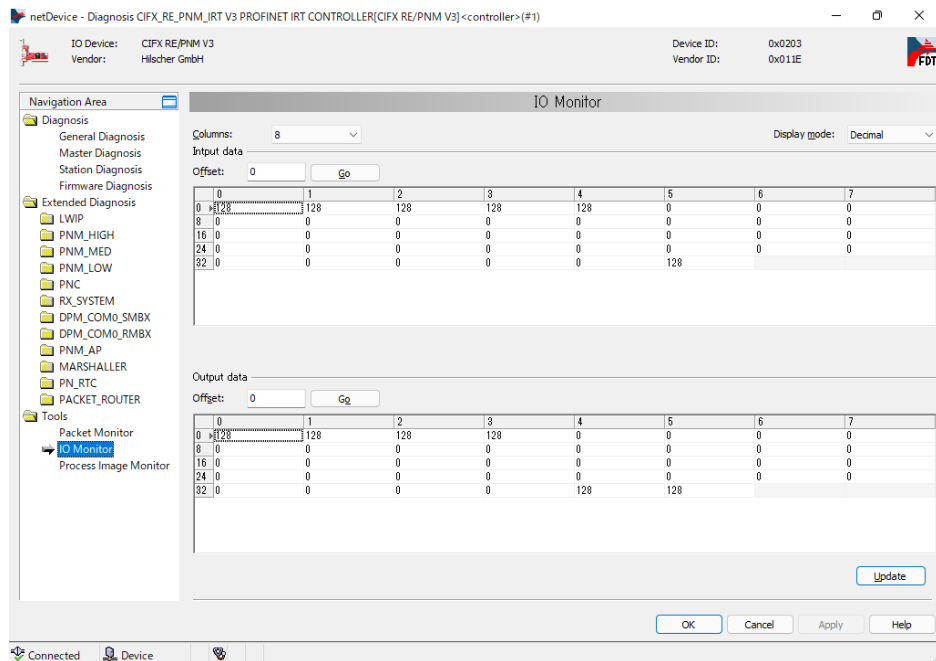 netDevice - Diagnosis CIFX_RE_PNM_IRT V3 PROFINET IRT CONTROLLER[CIFX RE/PNM V3]<controller>(#1)
IO Device: CIFX RE/PNM V3 Device ID: 0x0203
Vendor: Hilscher GmbH Vendor ID: 0x011E
FDT
Navigation Area
Diagnosis
General Diagnosis
Master Diagnosis
Station Diagnosis
Firmware Diagnosis
Extended Diagnosis
LWIP
PNM_HIGH
PNM_MED
PNM_LOW
PNC
RX_SYSTEM
DPM_COM0_SMBX
DPM_COM0_RMBX
PNM_AP
MARSHALLER
PN_RTC
PACKET_ROUTER
Tools
Packet Monitor
IO Monitor
Process Image Monitor
IO Monitor
Columns: 8 Display mode: Decimal
Intput data
Offset: 0 Go
0 1 2 3 4 5 6 7
0 128 128 128 128 128 0 0 0
8 0 0 0 0 0 0 0 0
16 0 0 0 0 0 0 0 0
24 0 0 0 0 0 0 0 0
32 0 0 0 0 0 128
Output data
Offset: 0 Go
0 1 2 3 4 5 6 7
0 128 128 128 128 0 0 0 0
8 0 0 0 0 0 0 0 0
16 0 0 0 0 0 0 0 0
24 0 0 0 0 0 0 0 0
32 0 0 0 0 128 128
Update
OK Cancel Apply Help
Connected Device